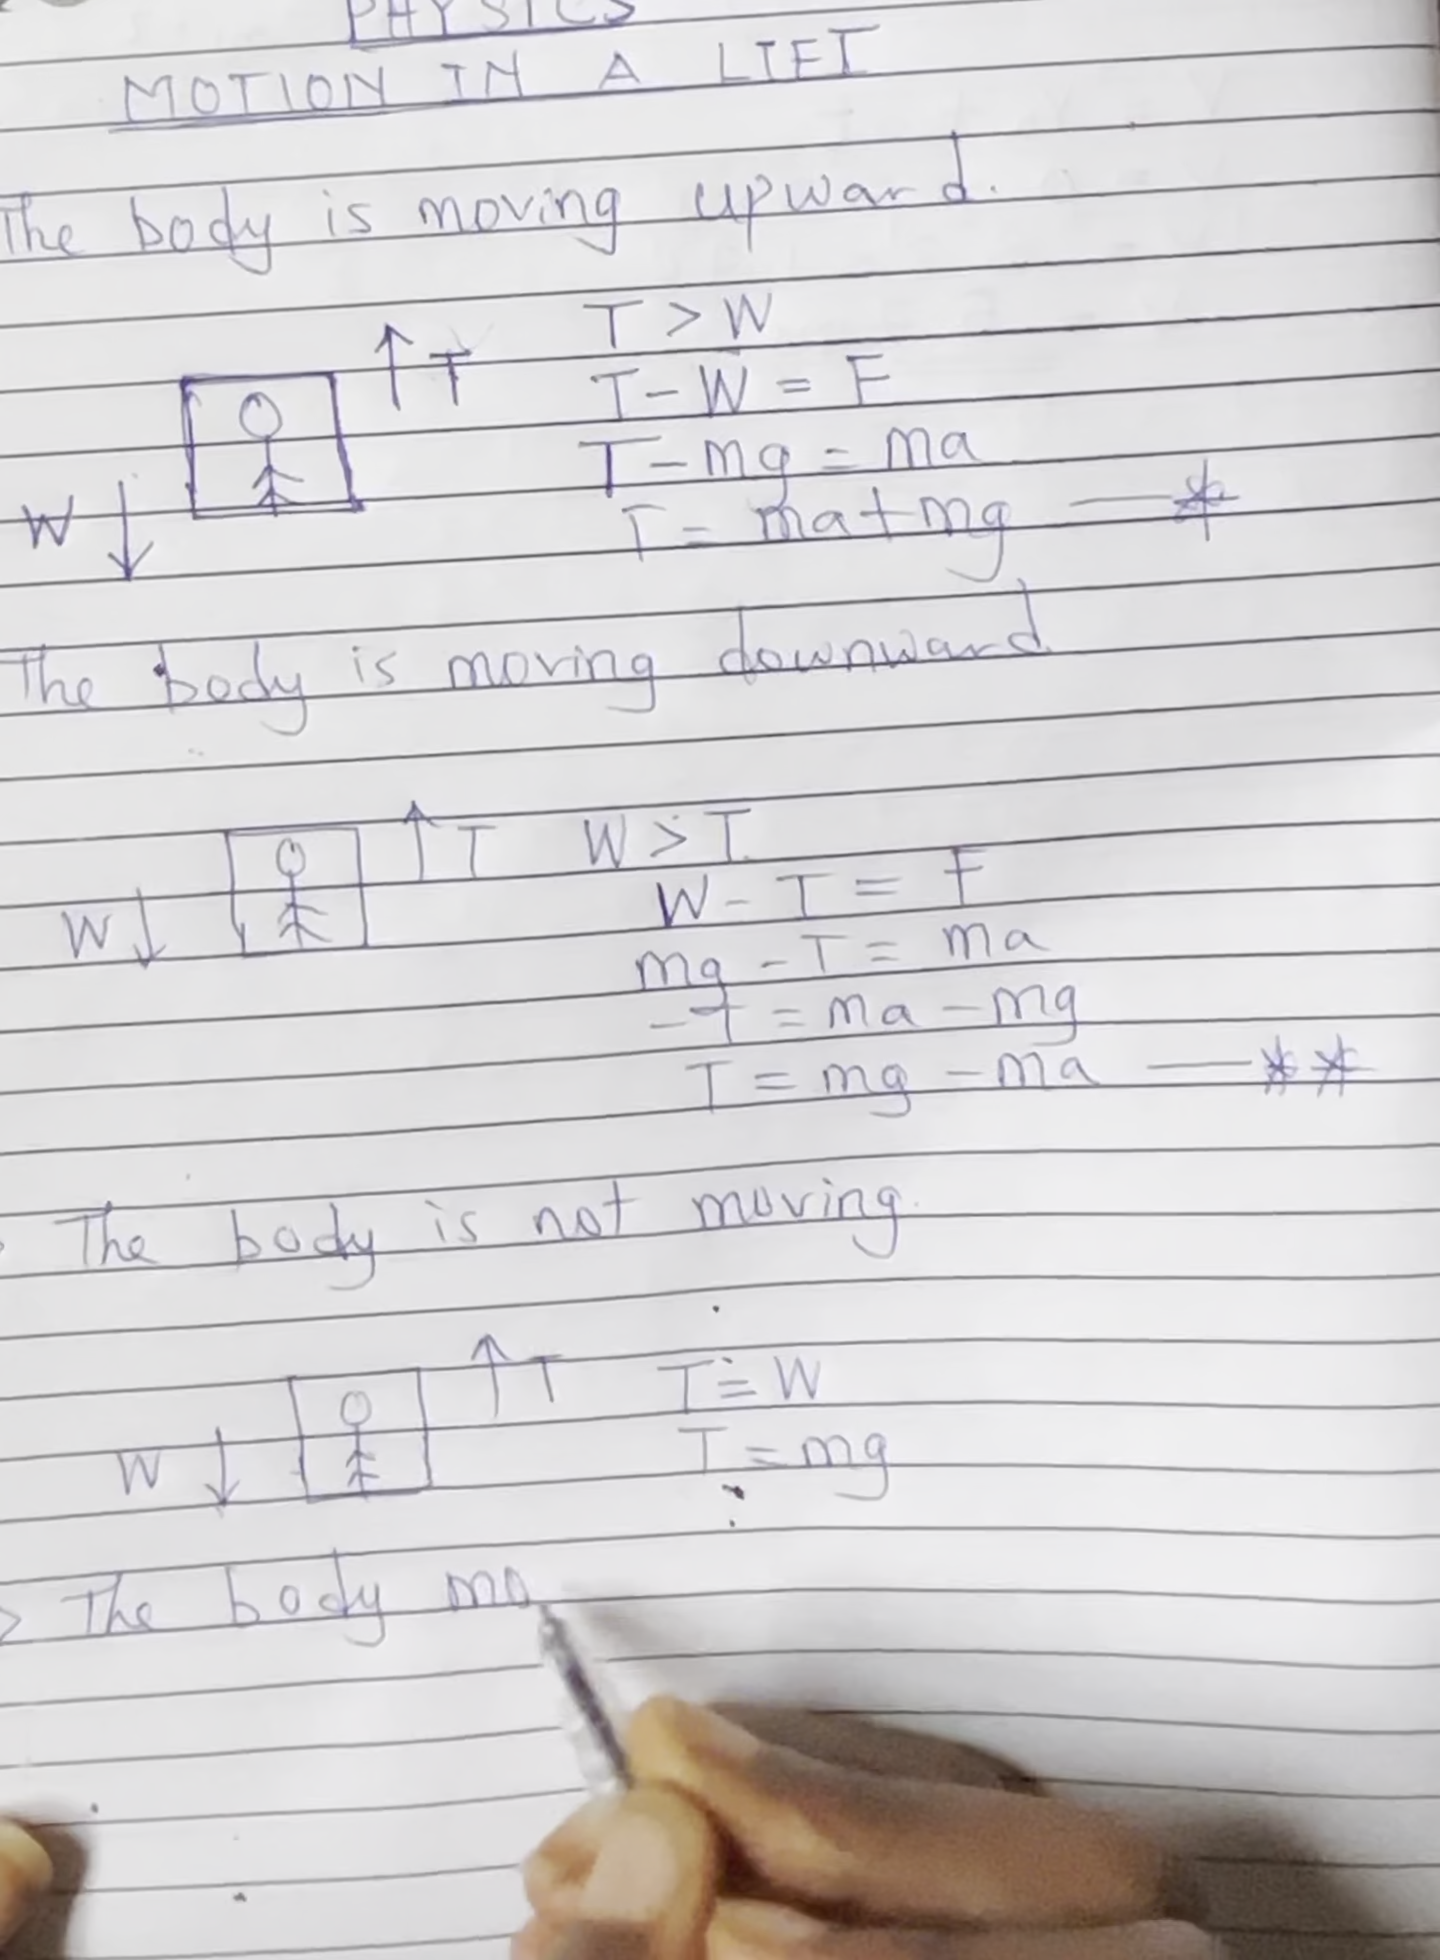 PHYSICS
MOTION IN A LIFT
The body is moving upward.
T > W
T
T - W = F
T - mg = ma
W
T = ma + mg —*
The body is moving downward
T W > T
W
W - T = F
mg - T = ma
-T = ma - mg
T = mg - ma —**
The body is not moving.
T T = W
W
T = mg
> The body mo